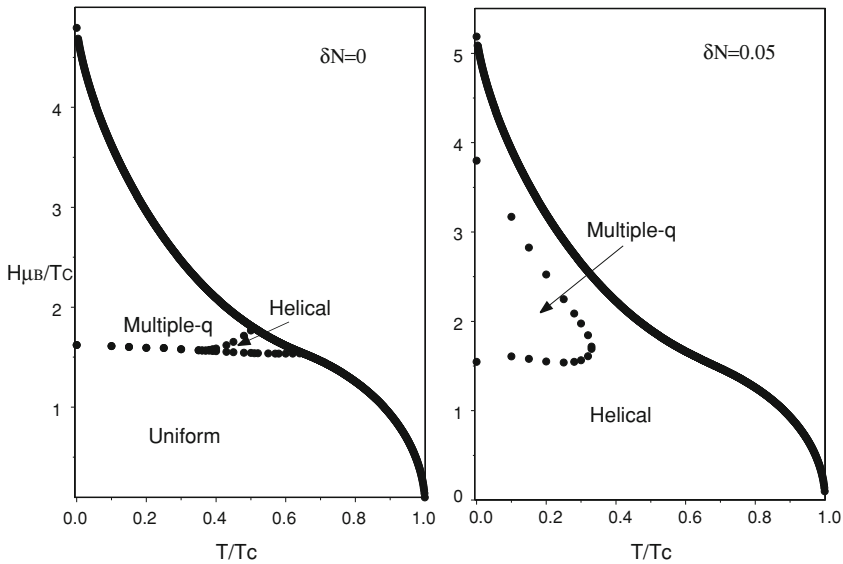 δN=0
4
3
2
1
HμB/Tc
Multiple-q
Helical
Uniform
0.0 0.2 0.4 0.6 0.8 1.0
T/Tc
δN=0.05
5
4
3
2
1
0
Multiple-q
Helical
0.0 0.2 0.4 0.6 0.8 1.0
T/Tc